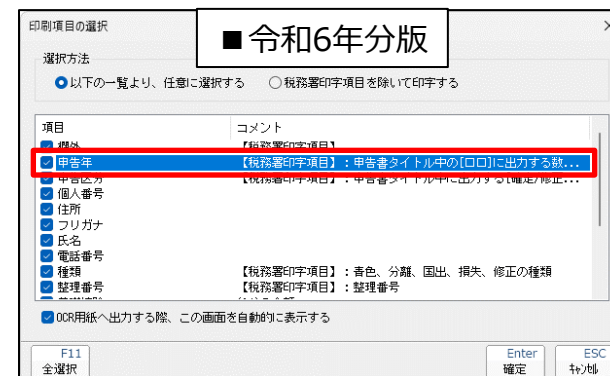 印刷項目の選択
■令和6年分版
選択方法
以下の一覧より、任意に選択する 税務署印字項目を除いて印字する
項目 コメント
欄外 【税務署印字項目】
申告年 【税務署印字項目】:申告書タイトル中の[口口]に出力する数...
申告区分 【税務署印字項目】:申告書タイトル中に出力する[確定/修正...
個人番号
住所
フリガナ
氏名
電話番号
種類 【税務署印字項目】:青色、分離、国出、損失、修正の種類
整理番号 【税務署印字項目】:整理番号
OCR用紙へ出力する際、この画面を自動的に表示する
F11 Enter ESC
全選択 確定 キャンセル